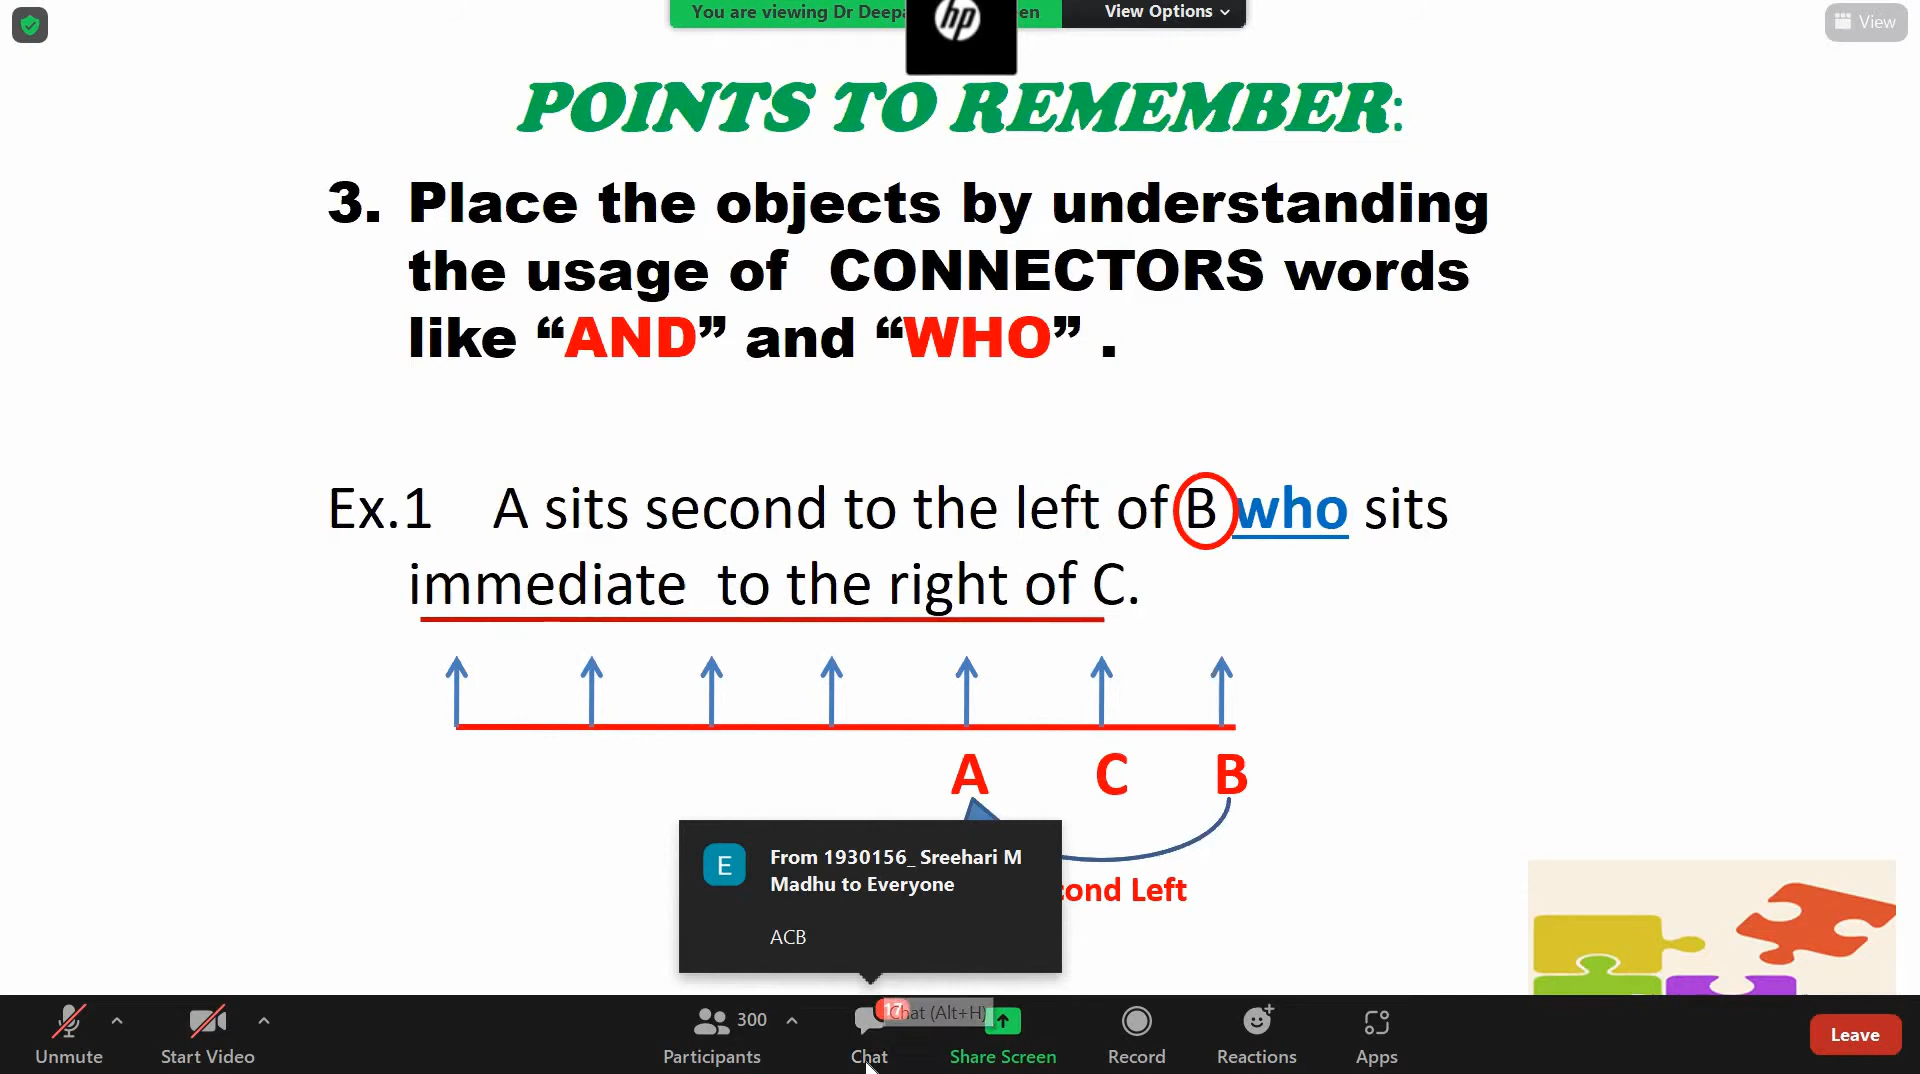 You are viewing Dr Deepa
en
View Options
View
hp
POINTS TO REMEMBER:
3. Place the objects by understanding
the usage of CONNECTORS words
like “AND” and “WHO” .
Ex.1 A sits second to the left of B who sits
immediate to the right of C.
A C B
ond Left
E
From 1930156_ Sreehari M
Madhu to Everyone
ACB
17
Chat (Alt+H)
300
Unmute
Start Video
Participants
Chat
Share Screen
Record
Reactions
Apps
Leave